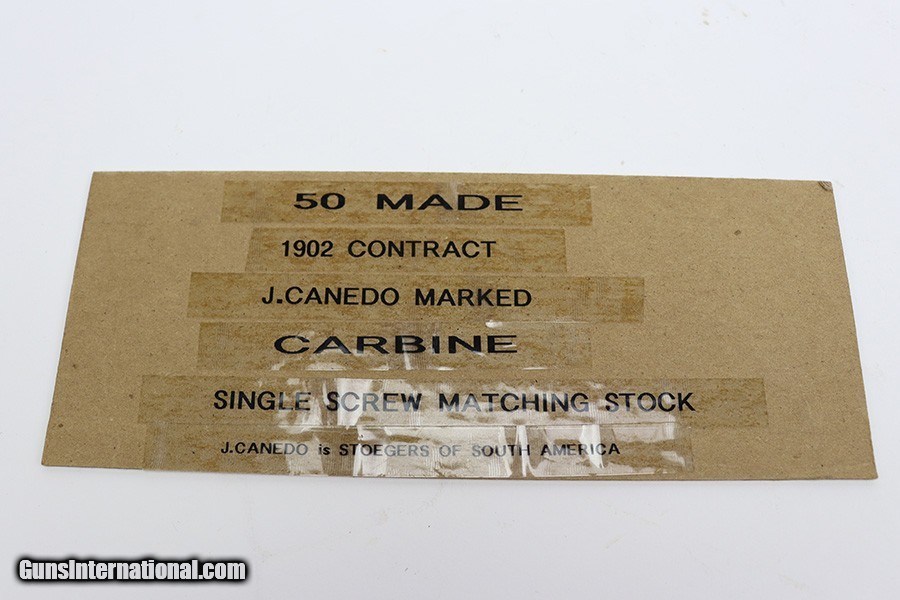 50 MADE
1902 CONTRACT
J.CANEDO MARKED
CARBINE
SINGLE SCREW MATCHING STOCK
J.CANEDO is STOEGERS OF SOUTH AMERICA
GunsInternational.com